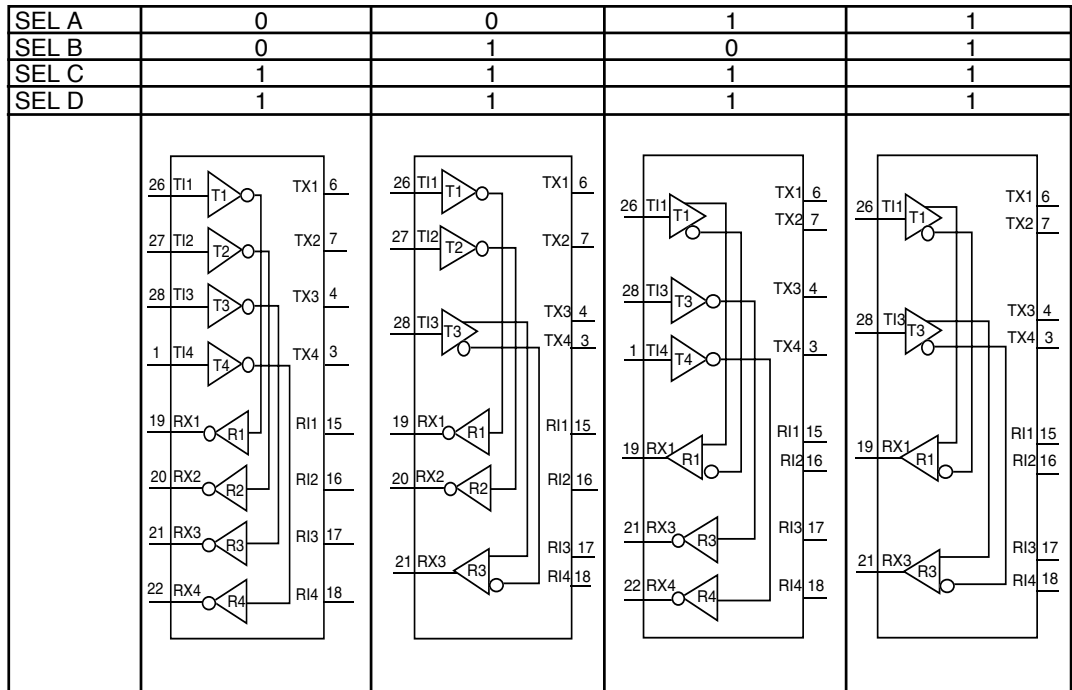 SEL A 0 0 1 1
SEL B 0 1 0 1
SEL C 1 1 1 1
SEL D 1 1 1 1
26 TI1 T1 TX1 6
27 TI2 T2 TX2 7
28 TI3 T3 TX3 4
1 TI4 T4 TX4 3
19 RX1 R1 RI1 15
20 RX2 R2 RI2 16
21 RX3 R3 RI3 17
22 RX4 R4 RI4 18
26 TI1 T1 TX1 6
27 TI2 T2 TX2 7
28 TI3 T3 TX3 4
TX4 3
19 RX1 R1 RI1 15
20 RX2 R2 RI2 16
21 RX3 R3 RI3 17
RI4 18
26 TI1 T1 TX1 6
TX2 7
28 TI3 T3 TX3 4
1 TI4 T4 TX4 3
19 RX1 R1 RI1 15
RI2 16
21 RX3 R3 RI3 17
22 RX4 R4 RI4 18
26 TI1 T1 TX1 6
TX2 7
28 TI3 T3 TX3 4
TX4 3
19 RX1 R1 RI1 15
RI2 16
21 RX3 R3 RI3 17
RI4 18